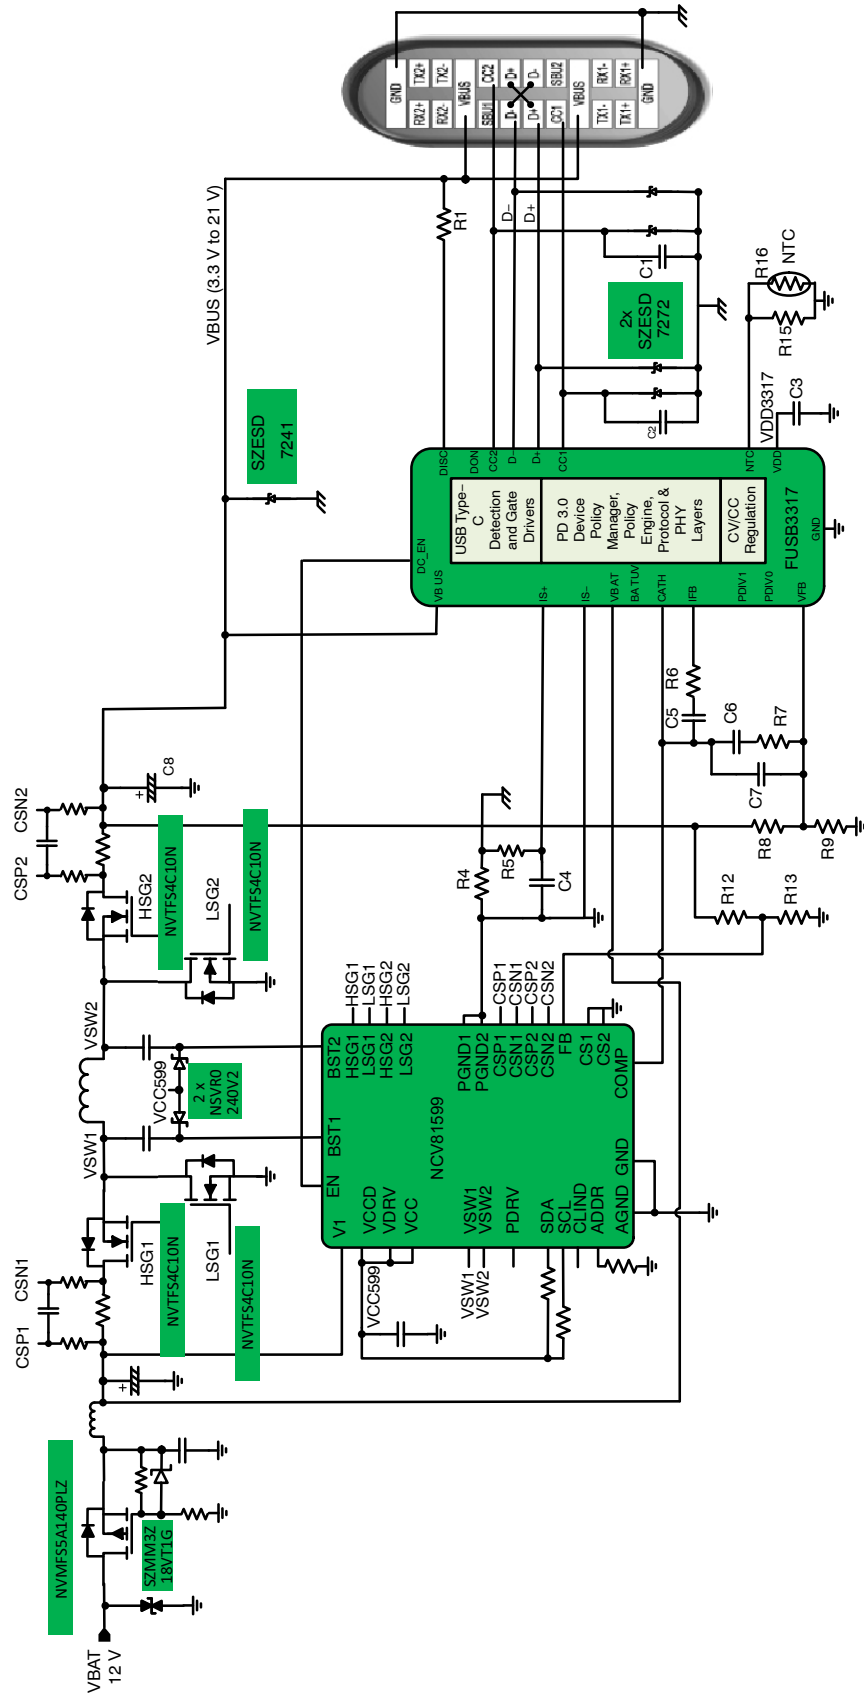 VBAT
12 V
NVMFS5A140PLZ
SZMM3Z
18VT1G
CSP1
CSN1
HSG1
NVTFS4C10N
LSG1
NVTFS4C10N
VSW1
VSW2
VCC599
2 x
NSVR0
240V2
CSP2
CSN2
HSG2
NVTFS4C10N
LSG2
NVTFS4C10N
+
+
C8
VBUS (3.3 V to 21 V)
SZESD
7241
R1
GND
RX2+
TX2+
RX2-
TX2-
VBUS
SBU1
CC2
D-
D+
D+
D-
CC1
SBU2
VBUS
TX1-
RX1-
TX1+
RX1+
GND
D−
D+
C1
2x
SZESD
7272
C2
V1
EN
BST1
BST2
VCCD
VDRV
VCC
VCC599
NCV81599
HSG1
LSG1
HSG2
LSG2
HSG1
LSG1
HSG2
LSG2
PGND1
PGND2
CSP1
CSN1
CSP2
CSN2
CSP1
CSN1
CSP2
CSN2
FB
CS1
CS2
COMP
VSW1
VSW2
VSW1
VSW2
PDRV
SDA
SCL
CLIND
ADDR
AGND
GND
R4
R5
C4
R12
R13
R8
R9
C5
R6
C6
R7
C7
DC_EN
VB US
DISC
DON
CC2
D−
D+
CC1
NTC
VDD
GND
IS+
IS−
VB AT
BA TUV
CATH
IFB
PDIV1
PDIV0
VFB
USB Type−
C
Detection
and Gate
Drivers
PD 3.0
Device
Policy
Manager,
Policy
Engine,
Protocol &
PHY
Layers
CV/CC
Regulation
FUSB3317
VDD3317
C3
R15
R16
NTC